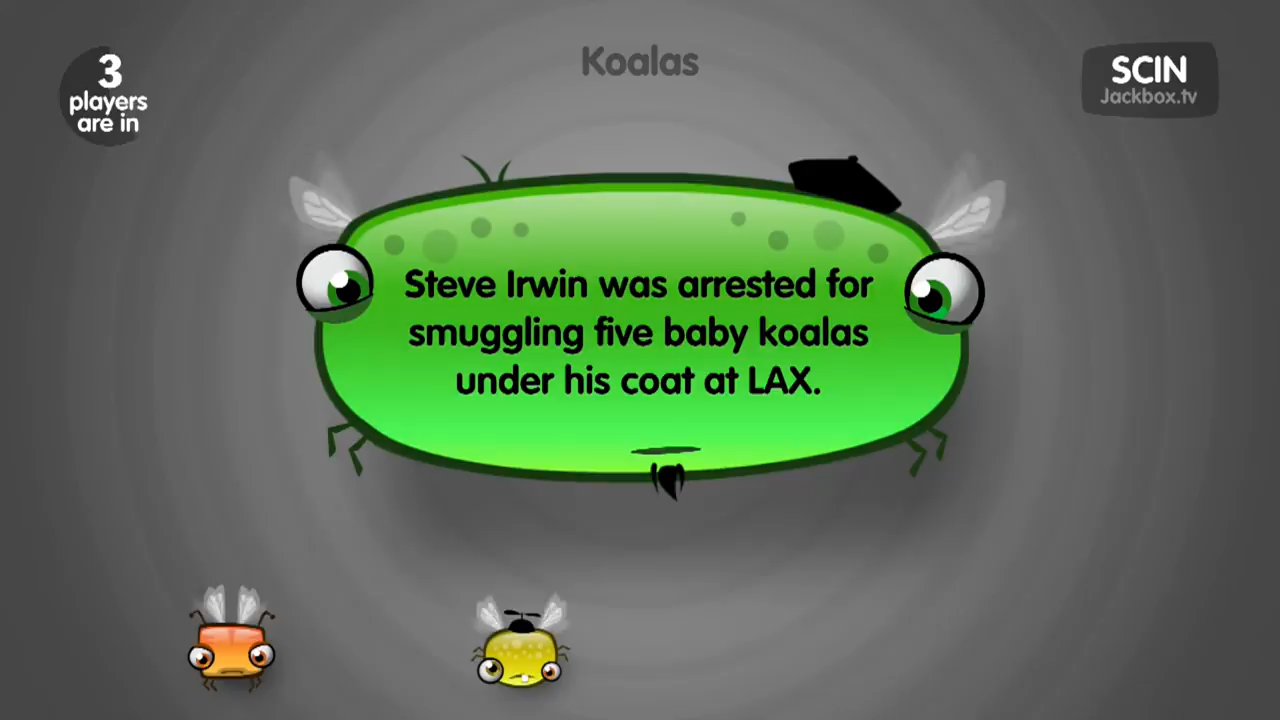 Koalas
3
players
are in
SCIN
Jackbox.tv
Steve Irwin was arrested for
smuggling five baby koalas
under his coat at LAX.